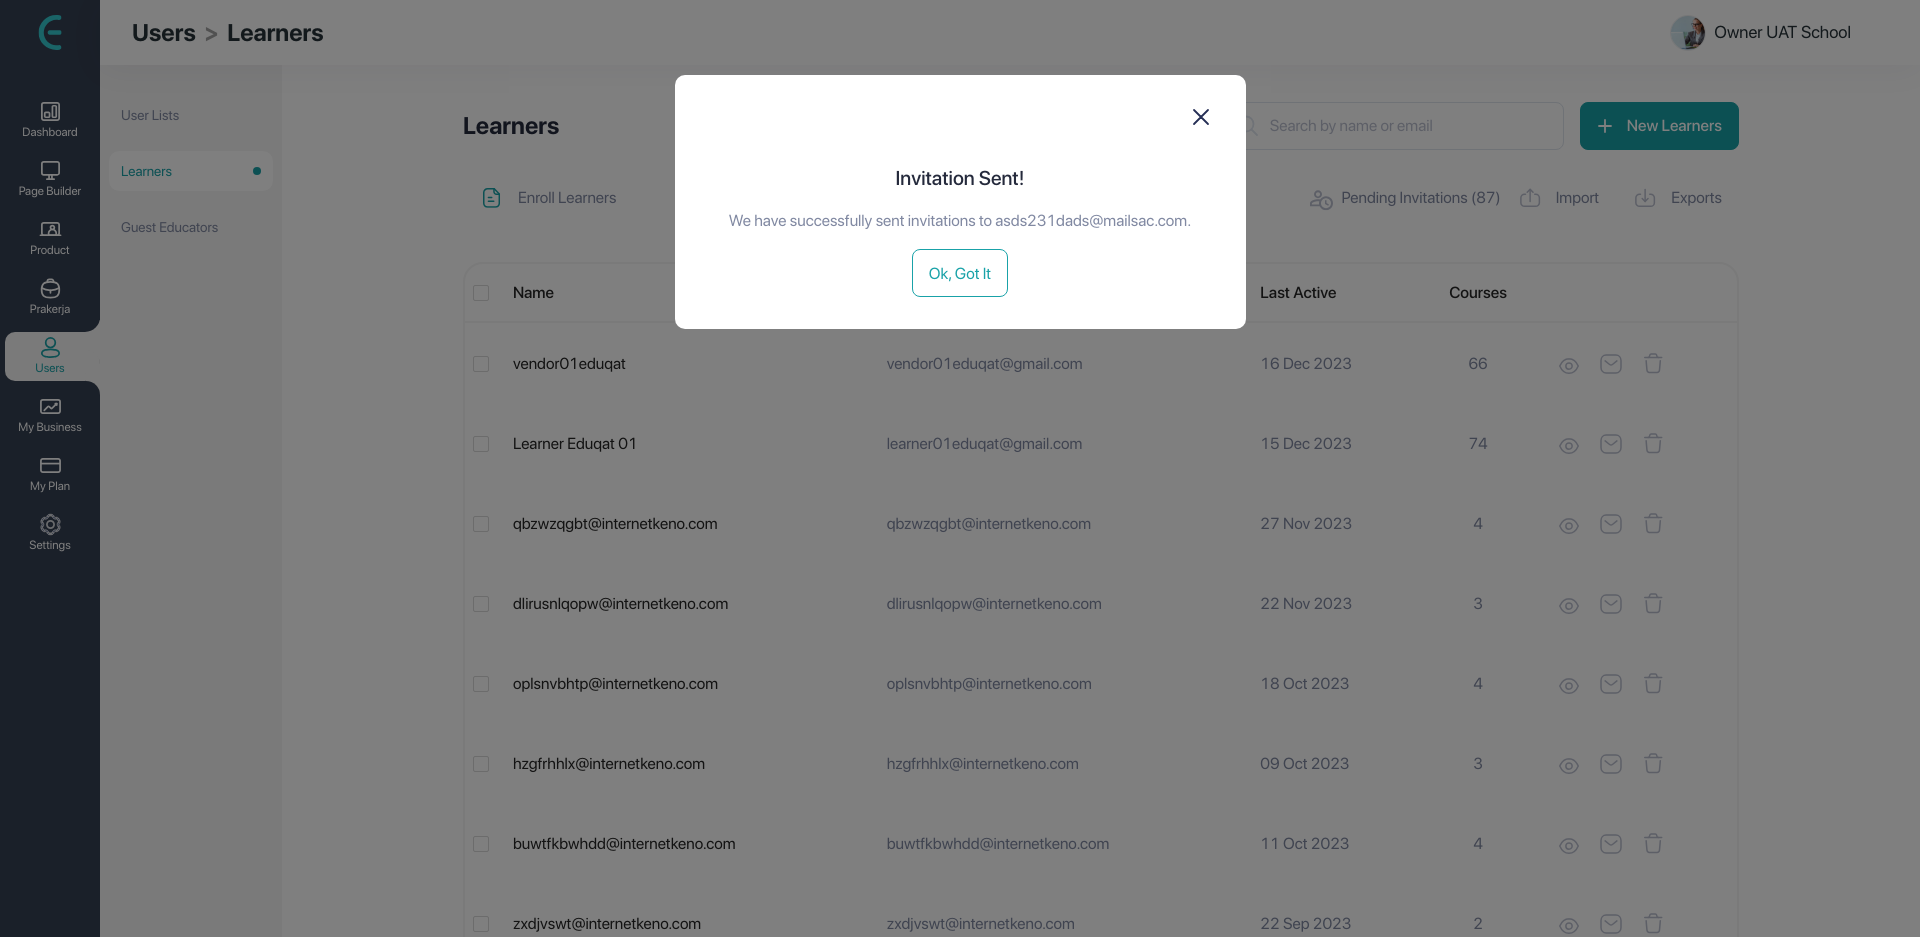 Users > Learners
Owner UAT School
Dashboard
Page Builder
Product
Prakerja
Users
My Business
My Plan
Settings
User Lists
Learners
Guest Educators
Learners
Search by name or email
New Learners
Enroll Learners
Pending Invitations (87)
Import
Exports
Invitation Sent!
We have successfully sent invitations to asds231dads@mailsac.com.
Ok, Got It
Name Last Active Courses
vendor01eduqat vendor01eduqat@gmail.com 16 Dec 2023 66
Learner Eduqat 01 learner01eduqat@gmail.com 15 Dec 2023 74
qbzwzqgbt@internetkeno.com qbzwzqgbt@internetkeno.com 27 Nov 2023 4
dlirusnlqopw@internetkeno.com dlirusnlqopw@internetkeno.com 22 Nov 2023 3
oplsnvbhtp@internetkeno.com oplsnvbhtp@internetkeno.com 18 Oct 2023 4
hzgfrhhlx@internetkeno.com hzgfrhhlx@internetkeno.com 09 Oct 2023 3
buwtfkbwhdd@internetkeno.com buwtfkbwhdd@internetkeno.com 11 Oct 2023 4
zxdjvswt@internetkeno.com zxdjvswt@internetkeno.com 22 Sep 2023 2